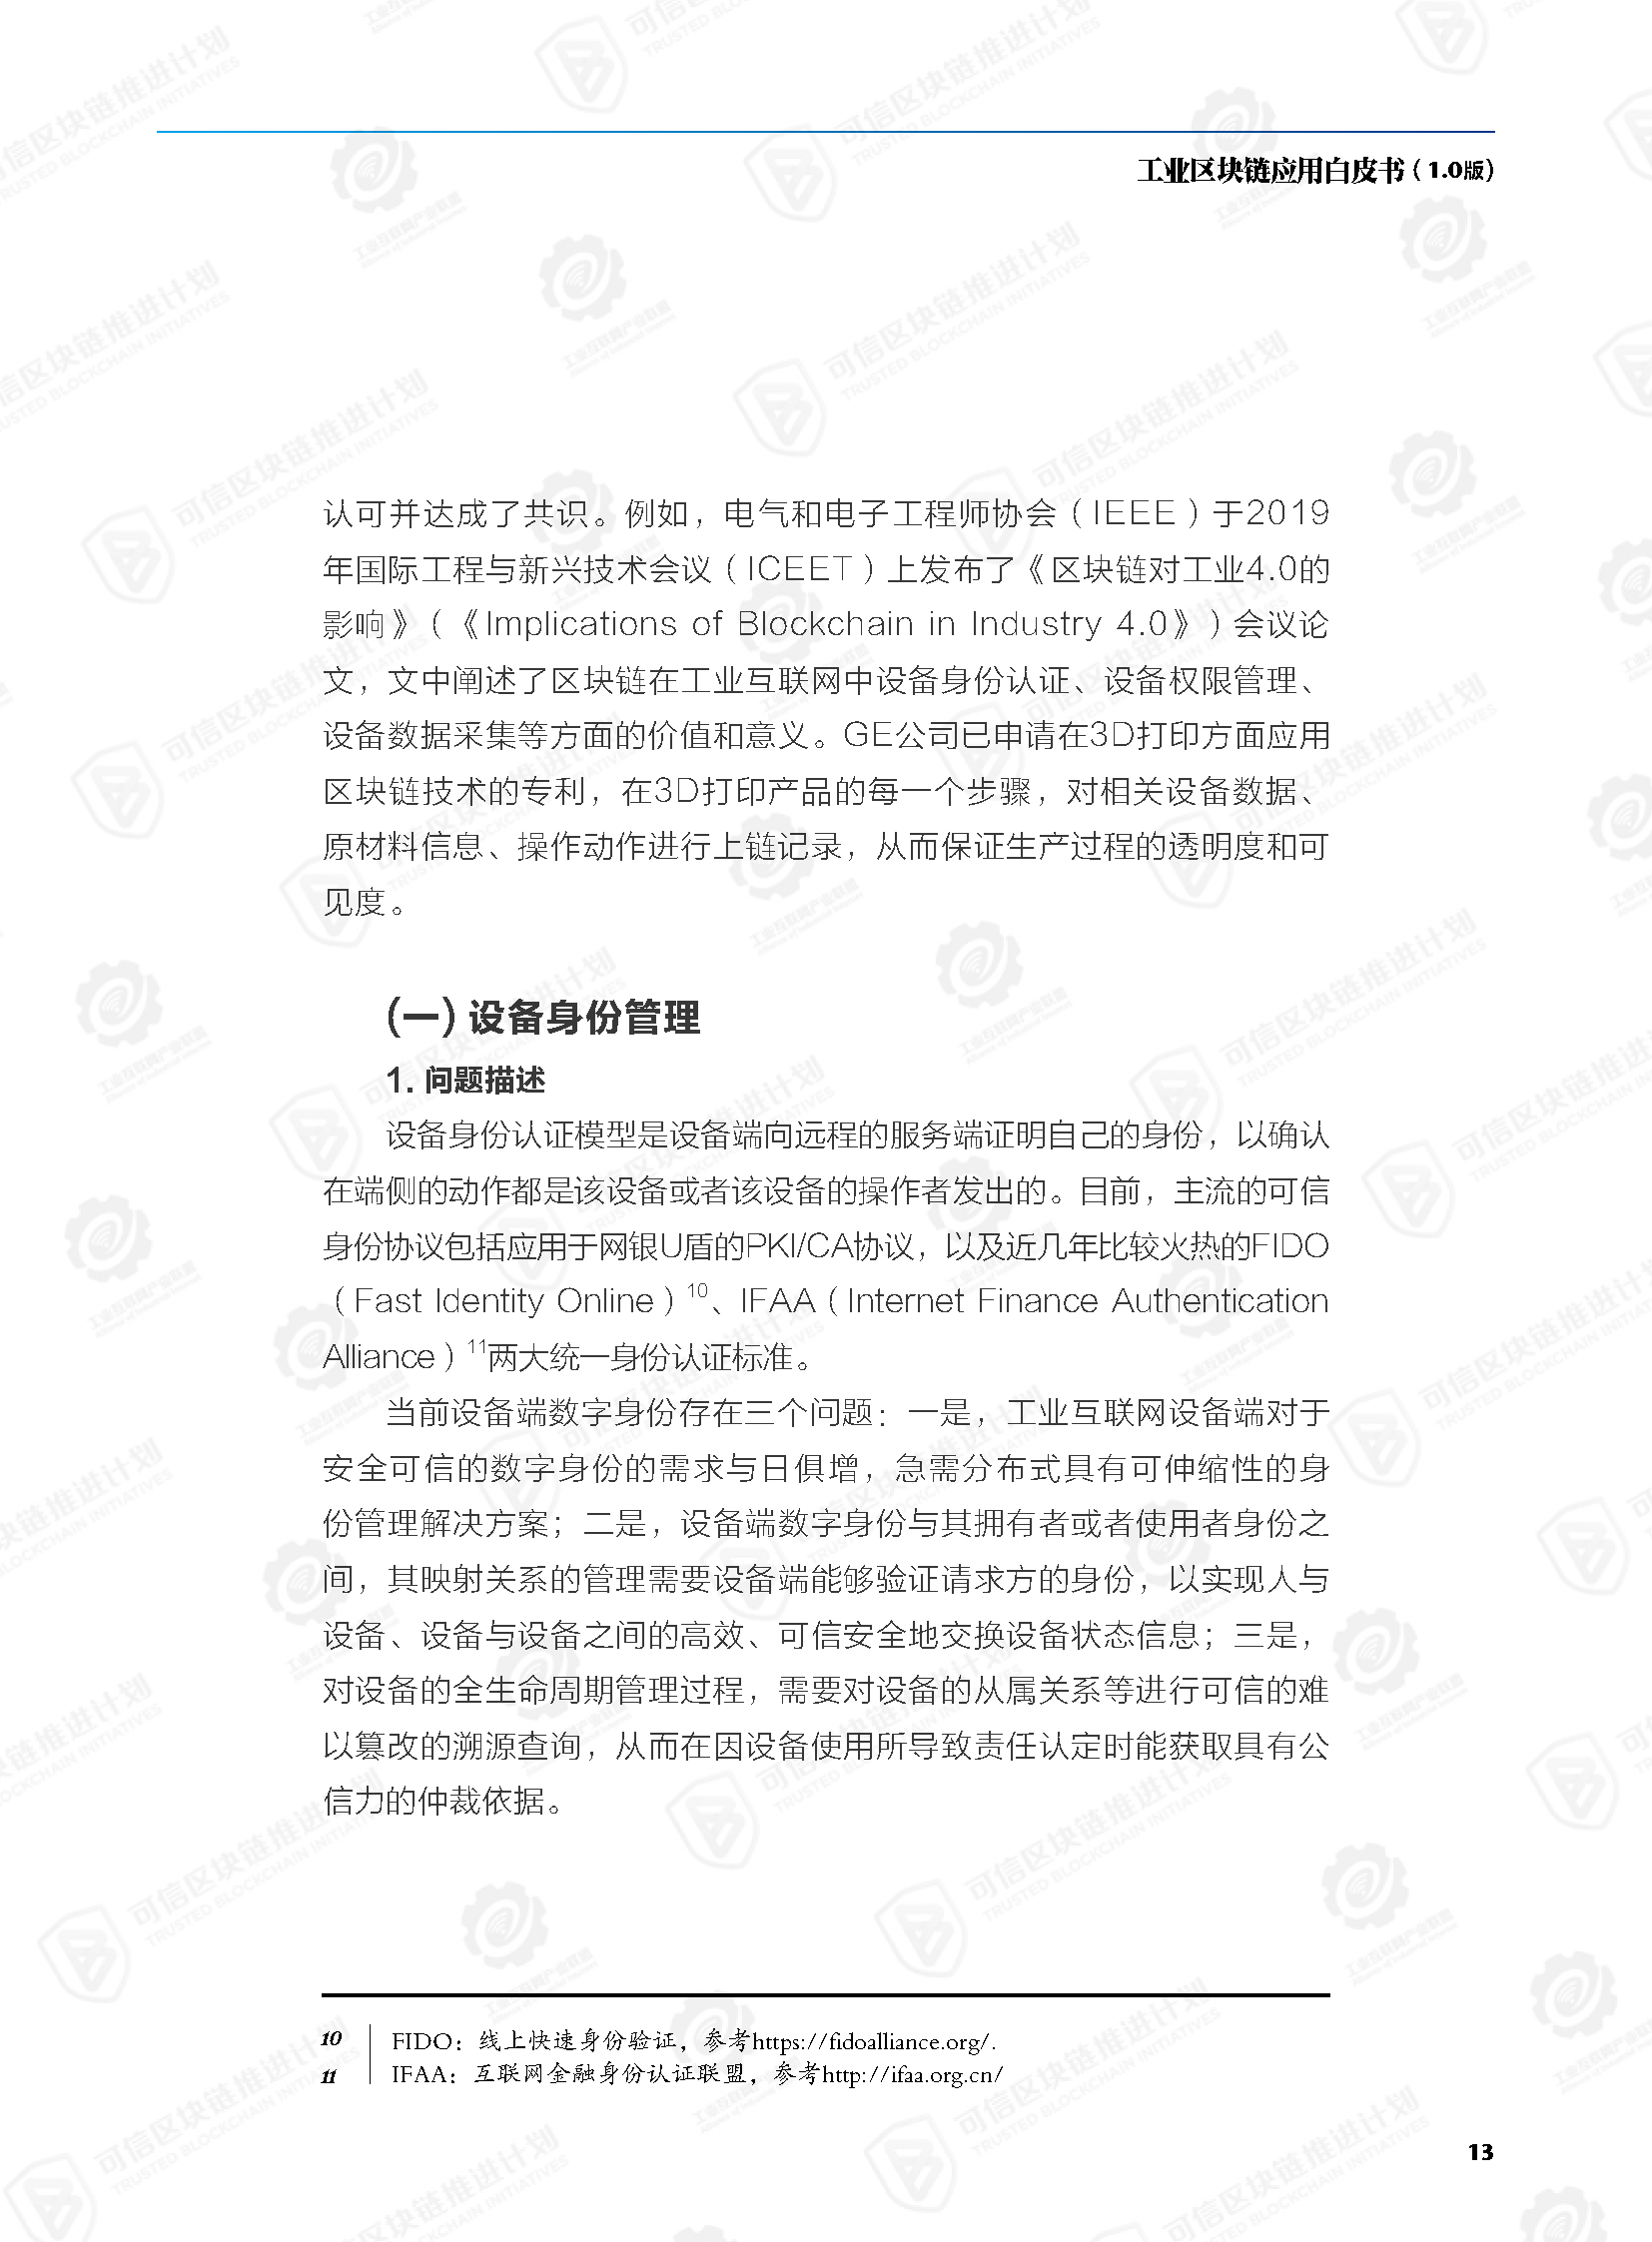 工业区块链应用白皮书（1.0版）
认可并达成了共识。例如，电气和电子工程师协会（IEEE）于2019
年国际工程与新兴技术会议（ICEET）上发布了《区块链对工业4.0的
影响》（《Implications of Blockchain in Industry 4.0》）会议论
文，文中阐述了区块链在工业互联网中设备身份认证、设备权限管理、
设备数据采集等方面的价值和意义。GE公司已申请在3D打印方面应用
区块链技术的专利，在3D打印产品的每一个步骤，对相关设备数据、
原材料信息、操作动作进行上链记录，从而保证生产过程的透明度和可
见度。
(一) 设备身份管理
1. 问题描述
设备身份认证模型是设备端向远程的服务端证明自己的身份，以确认
在端侧的动作都是该设备或者该设备的操作者发出的。目前，主流的可信
身份协议包括应用于网银U盾的PKI/CA协议，以及近几年比较火热的FIDO
（Fast Identity Online）10、IFAA（Internet Finance Authentication
Alliance）11两大统一身份认证标准。
当前设备端数字身份存在三个问题：一是，工业互联网设备端对于
安全可信的数字身份的需求与日俱增，急需分布式具有可伸缩性的身
份管理解决方案；二是，设备端数字身份与其拥有者或者使用者身份之
间，其映射关系的管理需要设备端能够验证请求方的身份，以实现人与
设备、设备与设备之间的高效、可信安全地交换设备状态信息；三是，
对设备的全生命周期管理过程，需要对设备的从属关系等进行可信的难
以篡改的溯源查询，从而在因设备使用所导致责任认定时能获取具有公
信力的仲裁依据。
10 FIDO：线上快速身份验证，参考https://fidoalliance.org/.
11 IFAA：互联网金融身份认证联盟，参考http://ifaa.org.cn/
13
可信区块链推进计划
TRUSTED BLOCKCHAIN INITIATIVES
工业互联网产业联盟